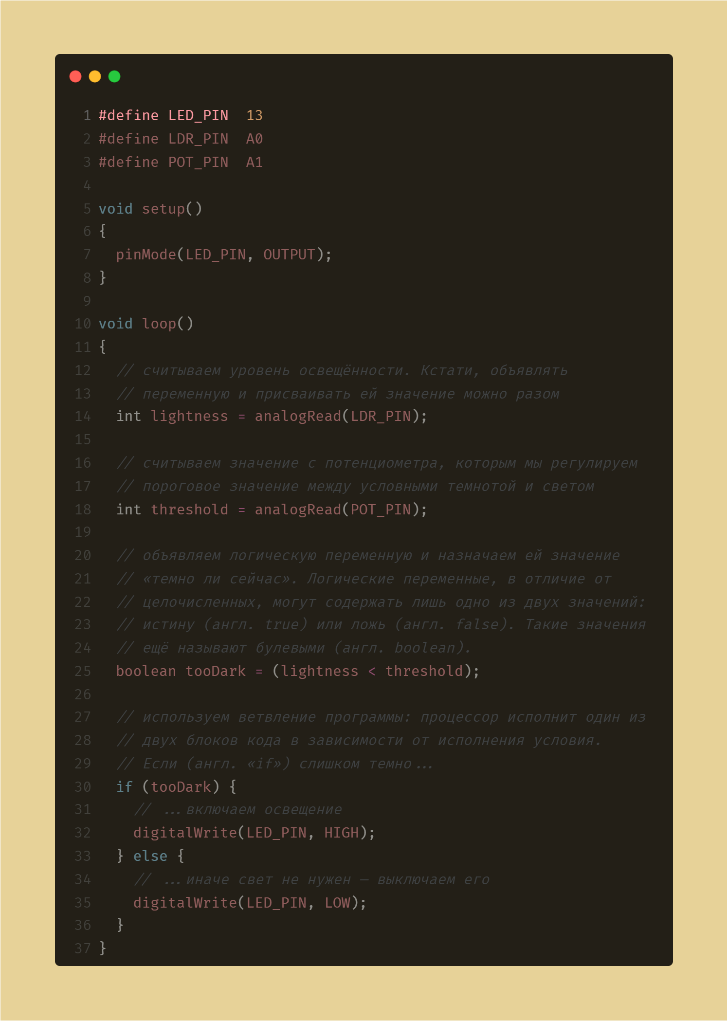 1 #define LED_PIN  13
2 #define LDR_PIN  A0
3 #define POT_PIN  A1
4
5 void setup()
6 {
7   pinMode(LED_PIN, OUTPUT);
8 }
9
10 void loop()
11 {
12   // считываем уровень освещённости. Кстати, объявлять
13   // переменную и присваивать ей значение можно разом
14   int lightness = analogRead(LDR_PIN);
15
16   // считываем значение с потенциометра, которым мы регулируем
17   // пороговое значение между условными темнотой и светом
18   int threshold = analogRead(POT_PIN);
19
20   // объявляем логическую переменную и назначаем ей значение
21   // «темно ли сейчас». Логические переменные, в отличие от
22   // целочисленных, могут содержать лишь одно из двух значений:
23   // истину (англ. true) или ложь (англ. false). Такие значения
24   // ещё называют булевыми (англ. boolean).
25   boolean tooDark = (lightness < threshold);
26
27   // используем ветвление программы: процессор исполнит один из
28   // двух блоков кода в зависимости от исполнения условия.
29   // Если (англ. «if») слишком темно...
30   if (tooDark) {
31     // ...включаем освещение
32     digitalWrite(LED_PIN, HIGH);
33   } else {
34     // ...иначе свет не нужен — выключаем его
35     digitalWrite(LED_PIN, LOW);
36   }
37 }